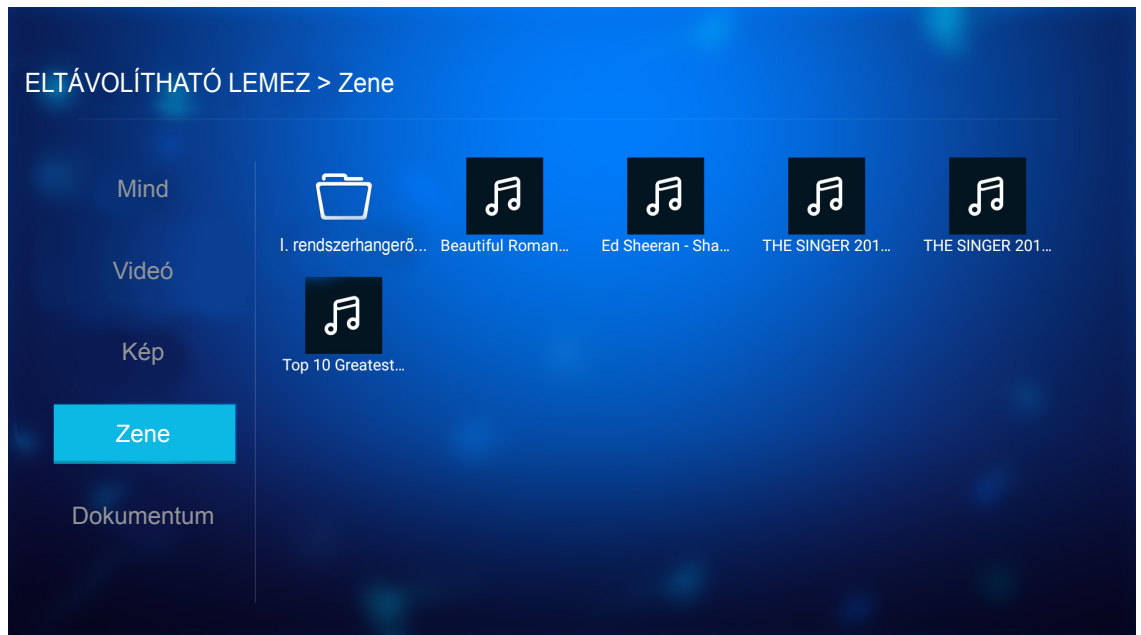 ELTÁVOLÍTHATÓ LEMEZ > Zene
Mind
Videó
Kép
Zene
Dokumentum
I. rendszerhangerő...
Beautiful Roman...
Ed Sheeran - Sha...
THE SINGER 201...
THE SINGER 201...
Top 10 Greatest...